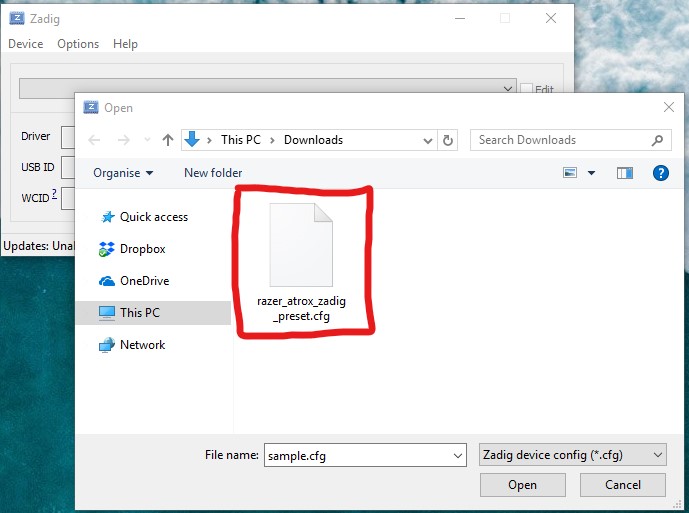 Zadig
Device Options Help
Edit
Driver
USB ID
WCID ?
Updates: Unal
Open
This PC > Downloads
Search Downloads
Organise
New folder
?
Quick access
Dropbox
OneDrive
This PC
Network
razer_atrox_zadig
_preset.cfg
File name: sample.cfg
Zadig device config (*.cfg)
Open
Cancel